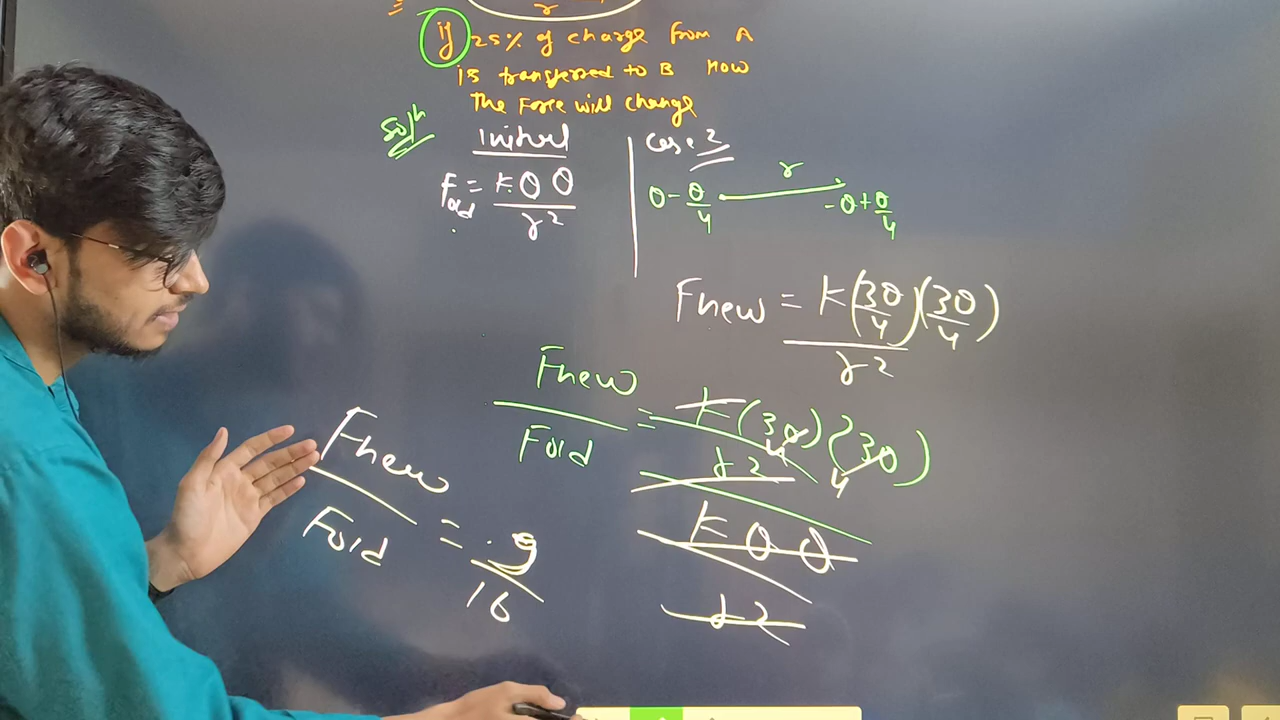 r
if 25% of charge from A
is transferred to B How
The Force will change
Soln
Initial
Fold = KQQ
r2
Case 2
Q - Q/4
r
-Q + Q/4
Fnew = K(3Q/4)(3Q/4)
r2
Fnew
Fold
= K(3Q/4)(3Q/4)
r2
KQQ
r2
Fnew
Fold
= 9
16